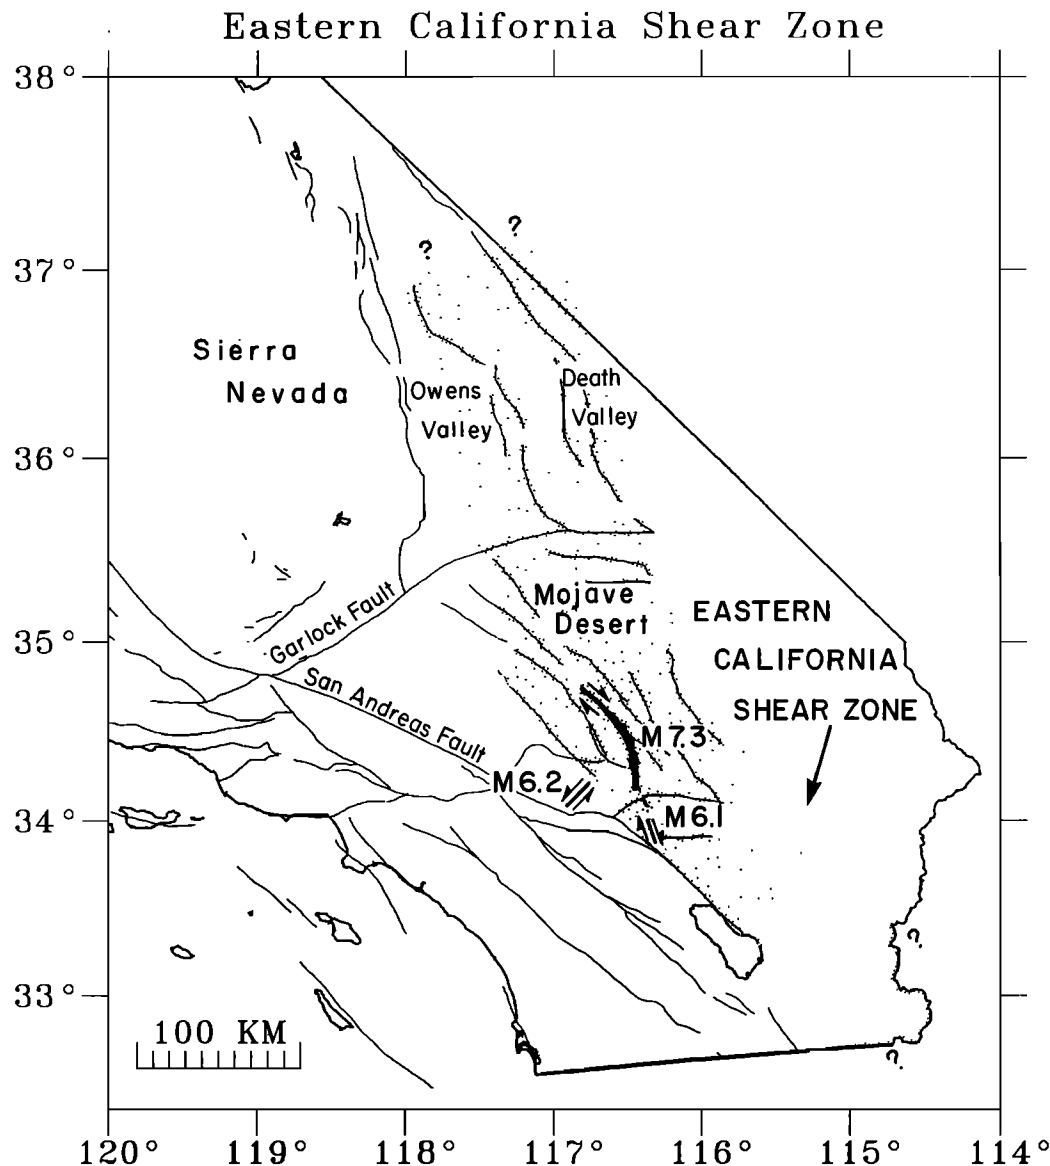 Eastern California Shear Zone
38°
37°
36°
35°
34°
33°
?
?
Sierra
Nevada
Owens
Valley
Death
Valley
Garlock Fault
San Andreas Fault
Mojave
Desert
EASTERN
CALIFORNIA
SHEAR ZONE
M7.3
M6.2
M6.1
?
?
100 KM
120°
119°
118°
117°
116°
115°
114°